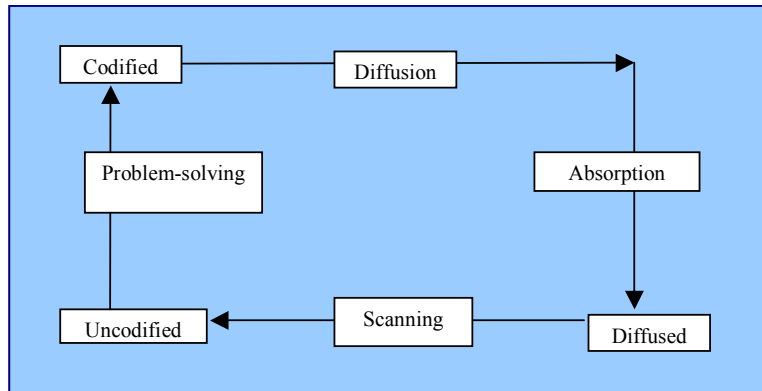 Codified
Diffusion
Problem-solving
Absorption
Uncodified
Scanning
Diffused